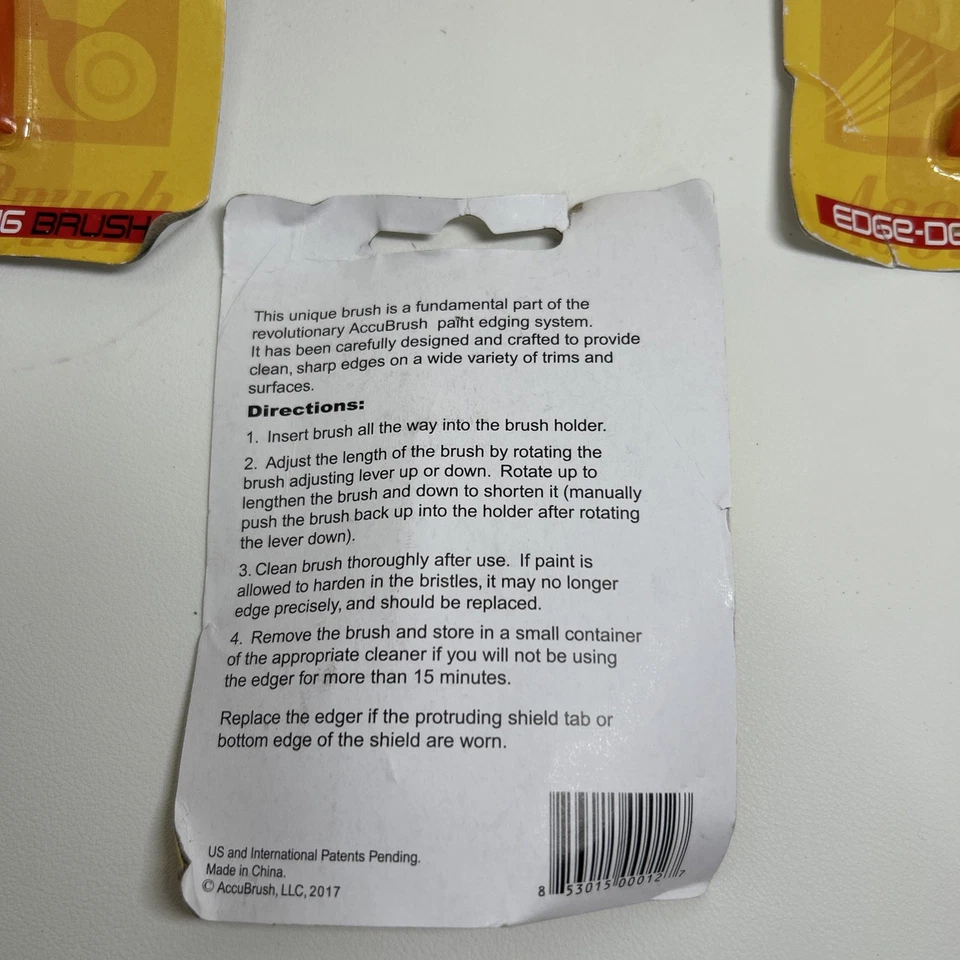 BRUSH
EDGE-DE
This unique brush is a fundamental part of the
revolutionary AccuBrush paint edging system.
It has been carefully designed and crafted to provide
clean, sharp edges on a wide variety of trims and
surfaces.
Directions:
1. Insert brush all the way into the brush holder.
2. Adjust the length of the brush by rotating the
brush adjusting lever up or down. Rotate up to
lengthen the brush and down to shorten it (manually
push the brush back up into the holder after rotating
the lever down).
3. Clean brush thoroughly after use. If paint is
allowed to harden in the bristles, it may no longer
edge precisely, and should be replaced.
4. Remove the brush and store in a small container
of the appropriate cleaner if you will not be using
the edger for more than 15 minutes.
Replace the edger if the protruding shield tab or
bottom edge of the shield are worn.
US and International Patents Pending.
Made in China.
© AccuBrush, LLC, 2017
8 53015 00012 7